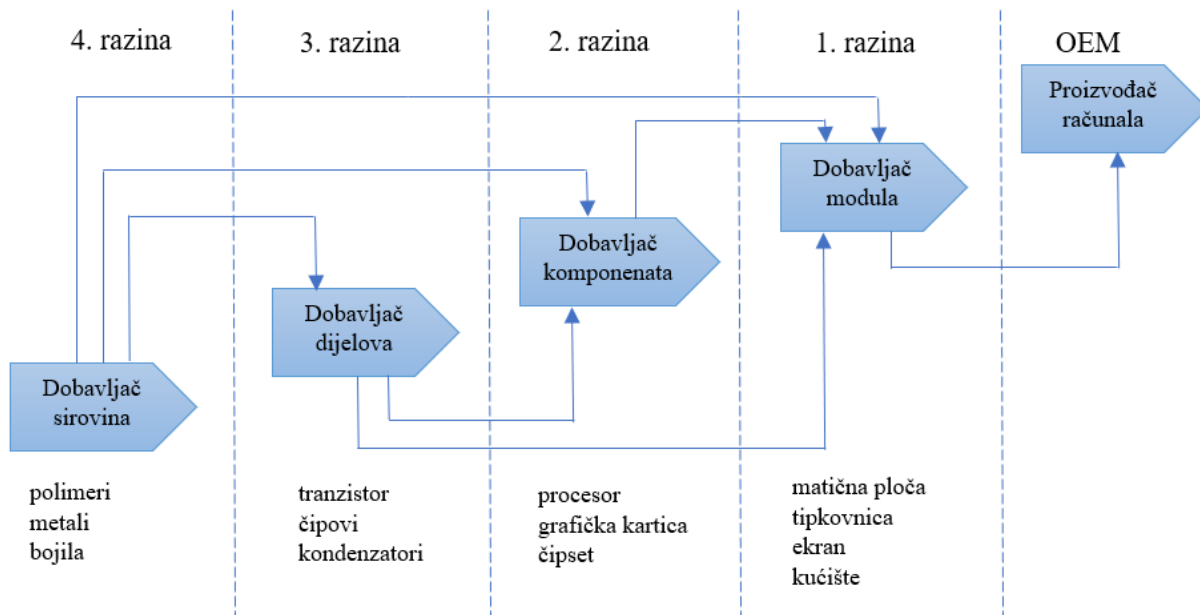 4. razina
3. razina
2. razina
1. razina
OEM
Proizvođač
računala
Dobavljač
modula
Dobavljač
komponenata
Dobavljač
dijelova
Dobavljač
sirovina
polimeri
metali
bojila
tranzistor
čipovi
kondenzatori
procesor
grafička kartica
čipset
matična ploča
tipkovnica
ekran
kućište